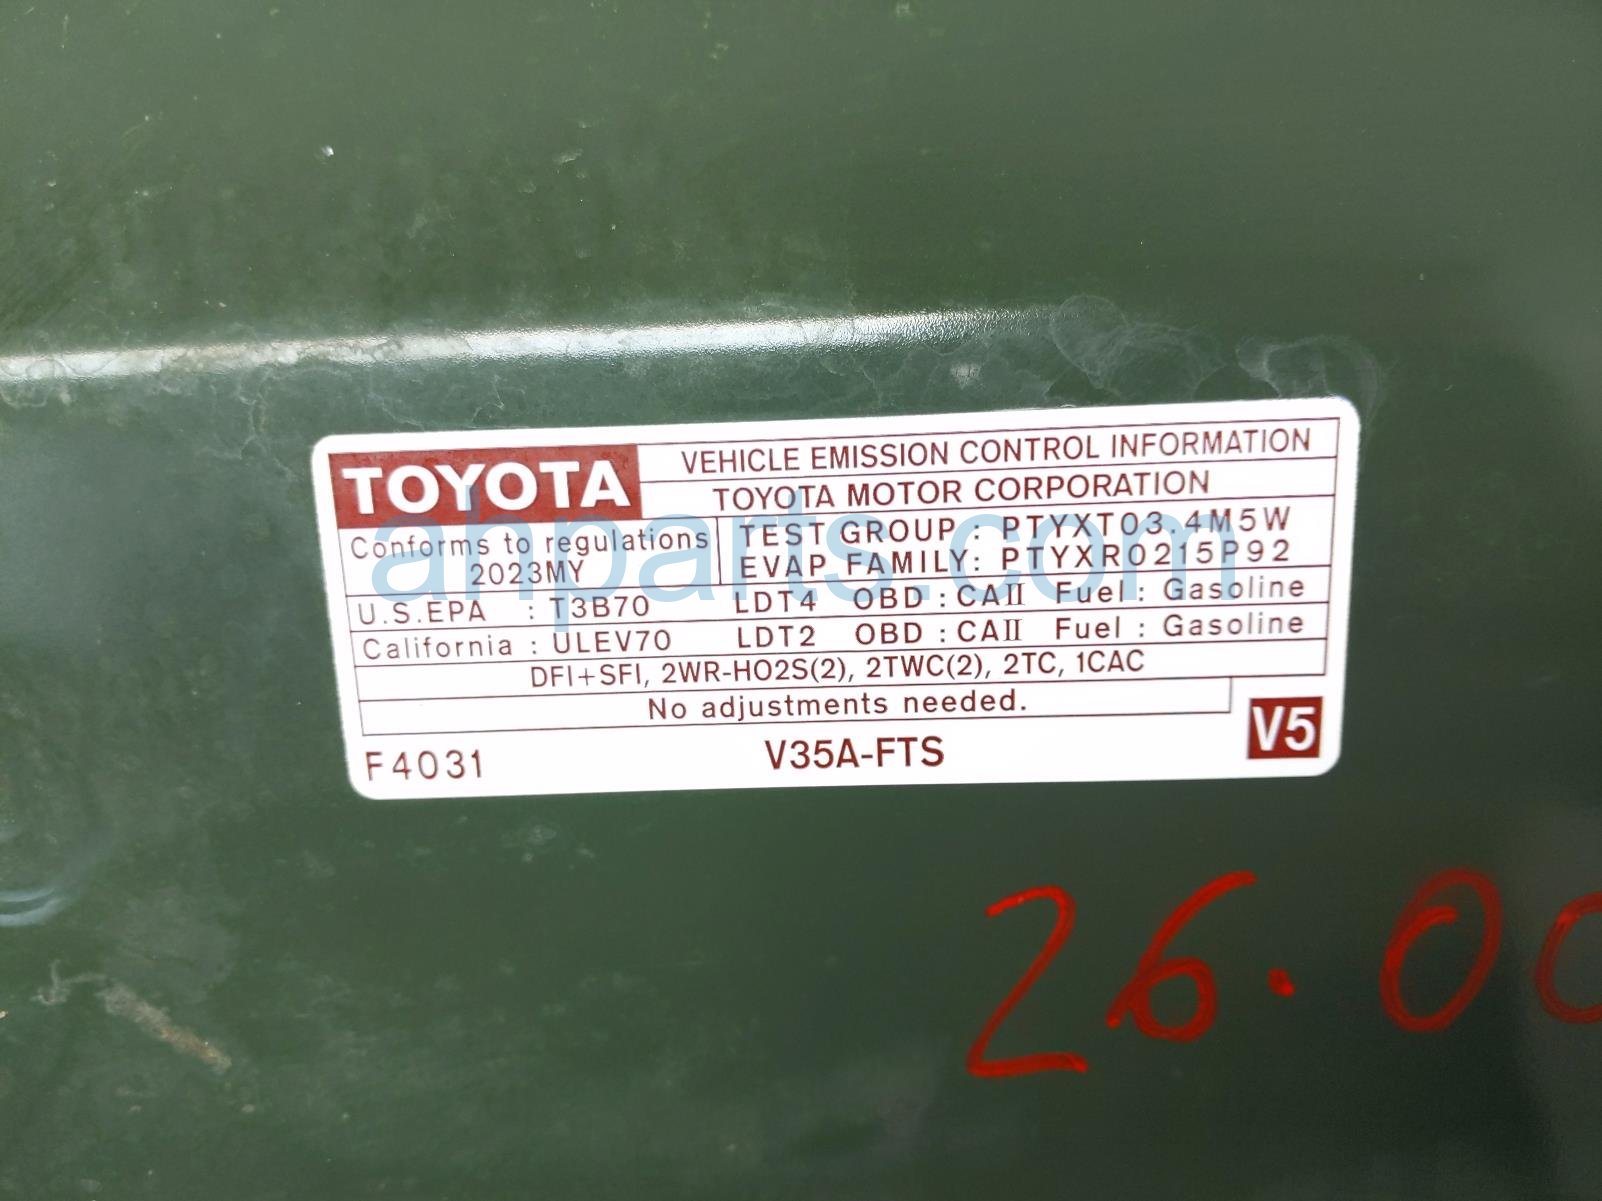 TOYOTA
VEHICLE EMISSION CONTROL INFORMATION
TOYOTA MOTOR CORPORATION
Conforms to regulations
2023MY
TEST GROUP : PTYXT03.4M5W
EVAP FAMILY: PTYXR0215P92
U.S.EPA : T3B70 LDT4 OBD : CAII Fuel : Gasoline
California : ULEV70 LDT2 OBD : CAII Fuel : Gasoline
DFI+SFI, 2WR-HO2S(2), 2TWC(2), 2TC, 1CAC
No adjustments needed.
F4031 V35A-FTS V5
ahparts.com
26.00